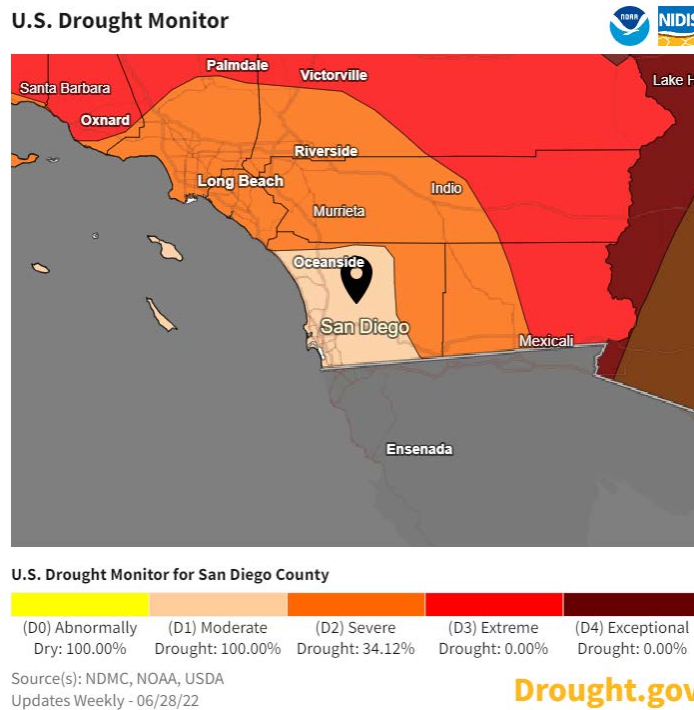 U.S. Drought Monitor
NOAA
NIDIS
Palmdale
Victorville
Santa Barbara
Lake H
Oxnard
Riverside
Long Beach
Indio
Murrieta
Oceanside
San Diego
Mexicali
Ensenada
U.S. Drought Monitor for San Diego County
(D0) Abnormally
Dry: 100.00%
(D1) Moderate
Drought: 100.00%
(D2) Severe
Drought: 34.12%
(D3) Extreme
Drought: 0.00%
(D4) Exceptional
Drought: 0.00%
Source(s): NDMC, NOAA, USDA
Updates Weekly - 06/28/22
Drought.gov